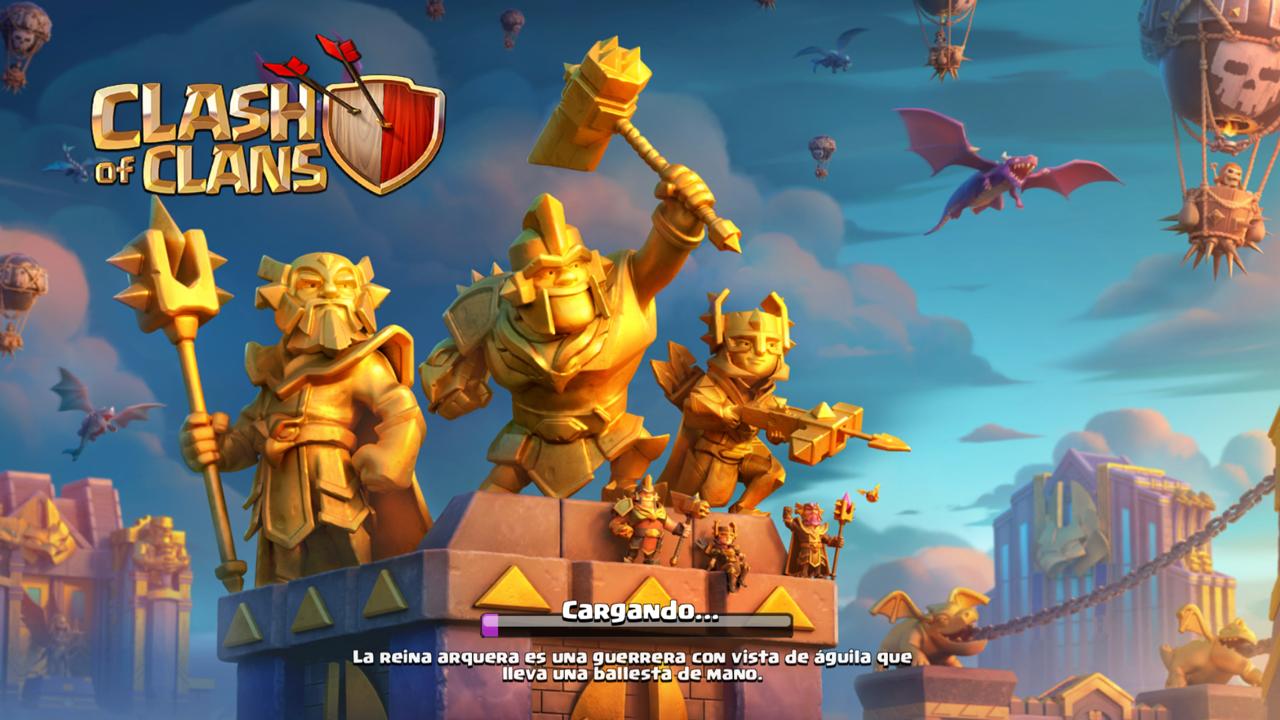 CLASH
of CLANS
Cargando...
La reina arquera es una guerrera con vista de águila que
lleva una ballesta de mano.